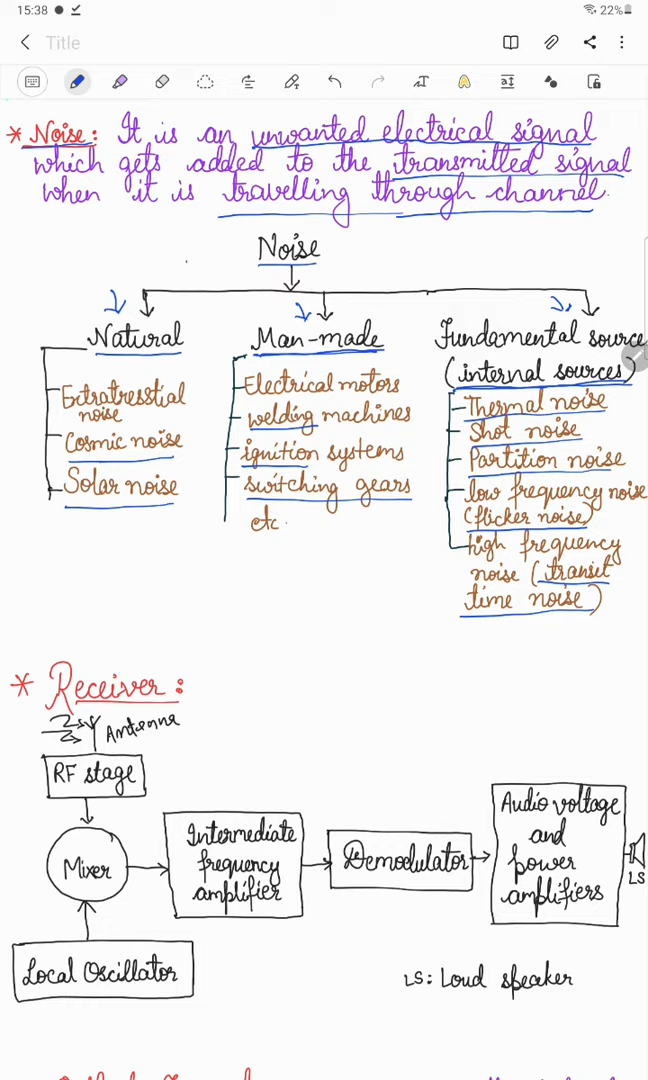 15:38
22%
Title
* Noise: It is an unwanted electrical signal
which gets added to the transmitted signal
when it is travelling through channel.
Noise
Natural
Extratresstial
noise
Cosmic noise
Solar noise
Man-made
Electrical motors
welding machines
ignition systems
switching gears
etc.
Fundamental source
(internal sources)
Thermal noise
Shot noise
Partition noise
low frequency noise
(flicker noise)
high frequency
noise (transit
time noise)
* Receiver:
Antenna
RF stage
Mixer
Local Oscillator
Intermediate
frequency
amplifier
Demodulator
Audio voltage
and
power
amplifiers
LS
LS: Loud speaker